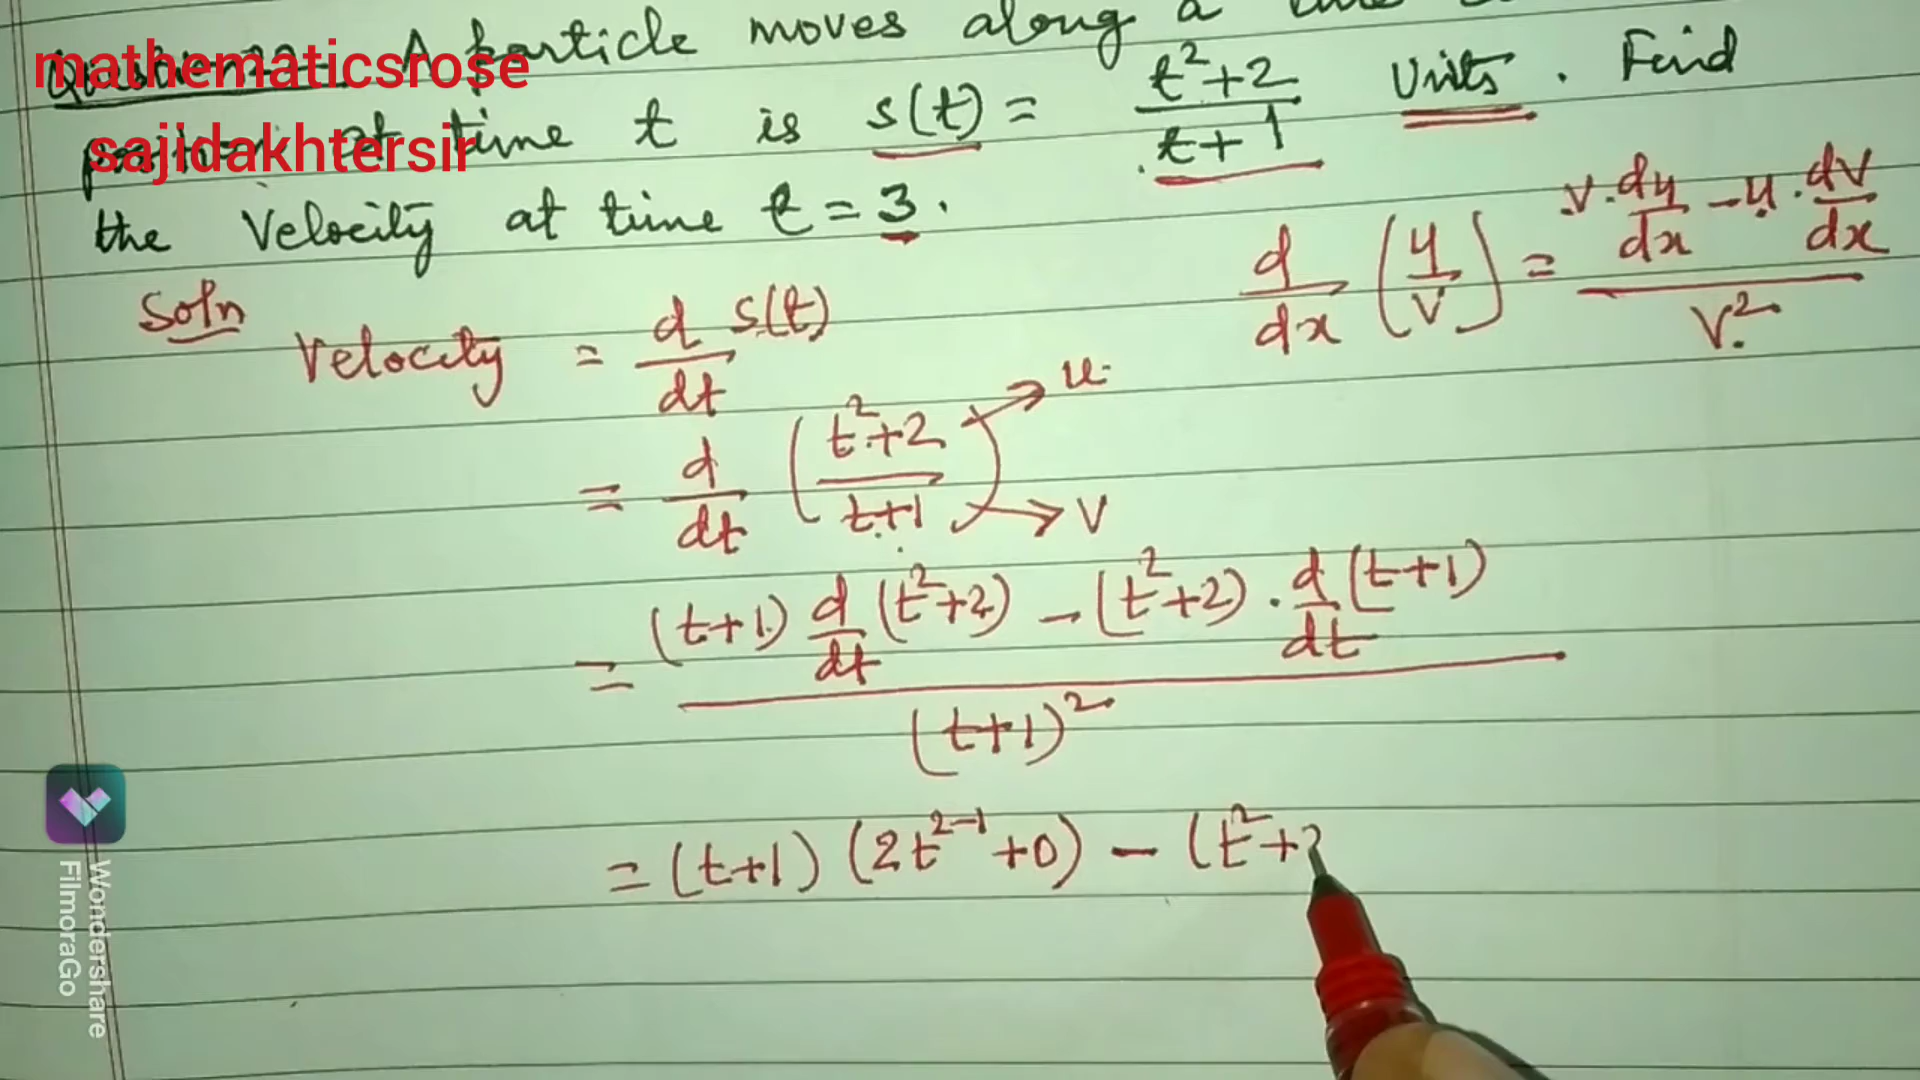 mathematicsrose
A particle moves along a
sajidakhtersir
position at time t is s(t) = (t²+2)/(t+1) Units. Find
the Velocity at time t = 3.
d/dx (u/v) = (v·du/dx - u·dv/dx)/v²
Soln
Velocity = d/dt s(t)
= d/dt ((t²+2)/(t+1)) → u → v
= ((t+1) d/dt (t²+2) - (t²+2)·d/dt (t+1))/(t+1)²
= (t+1) (2t²⁻¹+0) - (t²+2
Wondershare
FilmoraGo